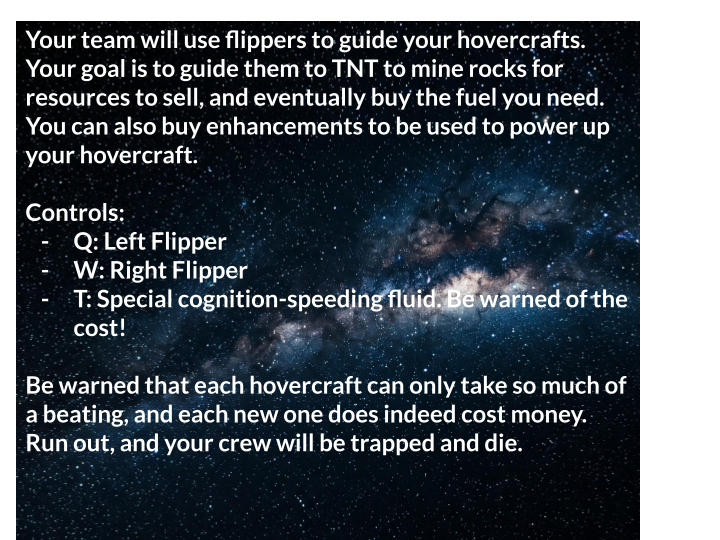 Your team will use flippers to guide your hovercrafts.
Your goal is to guide them to TNT to mine rocks for
resources to sell, and eventually buy the fuel you need.
You can also buy enhancements to be used to power up
your hovercraft.
Controls:
- Q: Left Flipper
- W: Right Flipper
- T: Special cognition-speeding fluid. Be warned of the
cost!
Be warned that each hovercraft can only take so much of
a beating, and each new one does indeed cost money.
Run out, and your crew will be trapped and die.